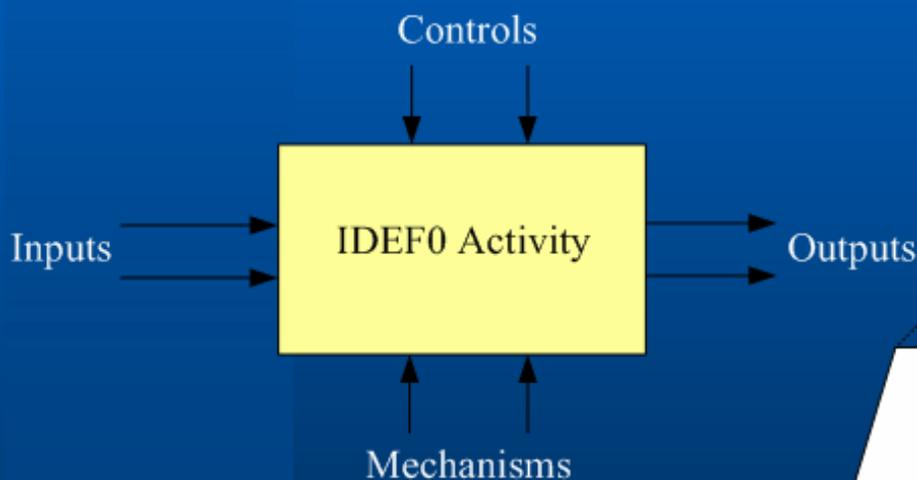 Controls
Inputs
IDEF0 Activity
Outputs
Mechanisms